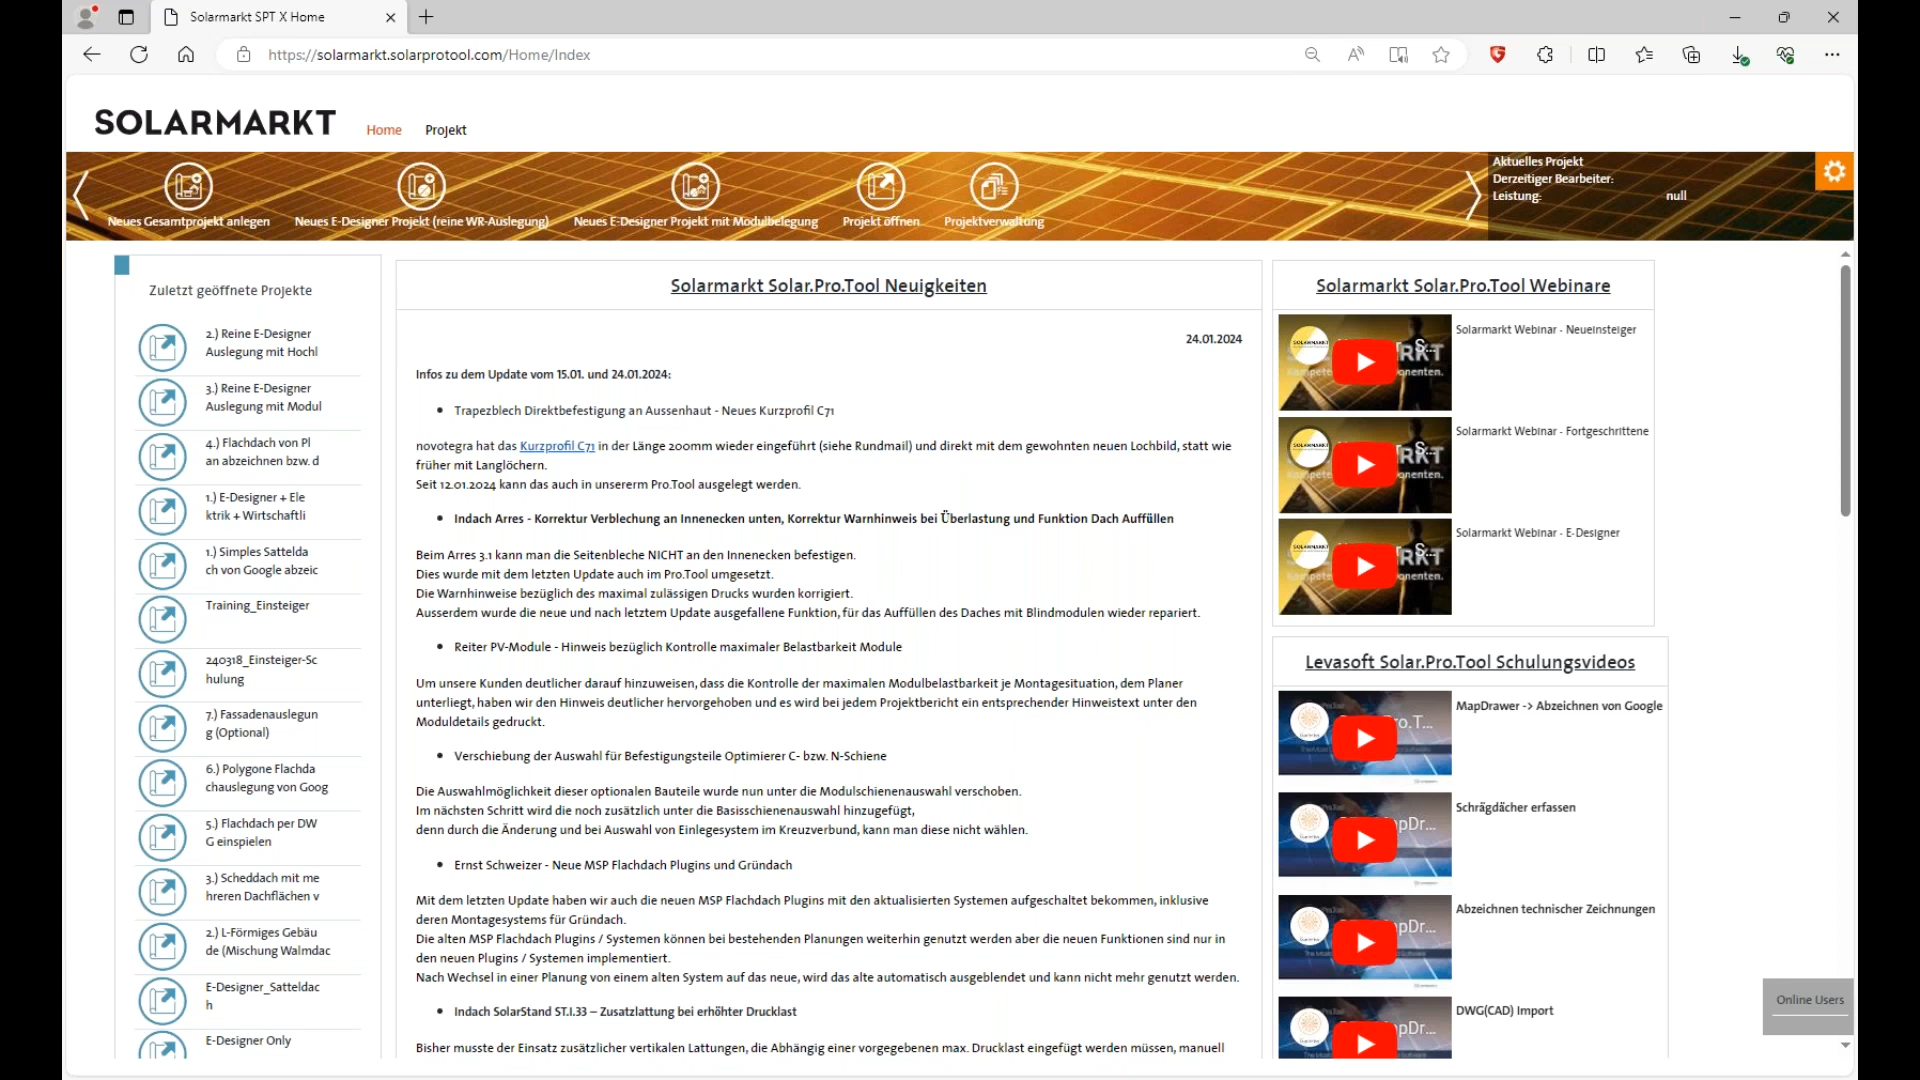 Solarmarkt SPT X Home
https://solarmarkt.solarprotool.com/Home/Index
SOLARMARKT
Home
Projekt
Neues Gesamtprojekt anlegen
Neues E-Designer Projekt (reine WR-Auslegung)
Neues E-Designer Projekt mit Modulbelegung
Projekt öffnen
Projektverwaltung
Aktuelles Projekt
Derzeitiger Bearbeiter:
Leistung: null
Zuletzt geöffnete Projekte
2.) Reine E-Designer
Auslegung mit Hochl
3.) Reine E-Designer
Auslegung mit Modul
4.) Flachdach von Pl
an abzeichnen bzw. d
1.) E-Designer + Ele
ktrik + Wirtschaftli
1.) Simples Sattelda
ch von Google abzeic
Training_Einsteiger
240318_Einsteiger-Sc
hulung
7.) Fassadenauslegun
g (Optional)
6.) Polygone Flachda
chauslegung von Goog
5.) Flachdach per DW
G einspielen
3.) Scheddach mit me
hreren Dachflächen v
2.) L-Förmiges Gebäu
de (Mischung Walmdac
E-Designer_Satteldac
h
E-Designer Only
Solarmarkt Solar.Pro.Tool Neuigkeiten
24.01.2024
Infos zu dem Update vom 15.01. und 24.01.2024:
• Trapezblech Direktbefestigung an Aussenhaut - Neues Kurzprofil C71
novotegra hat das Kurzprofil C71 in der Länge 200mm wieder eingeführt (siehe Rundmail) und direkt mit dem gewohnten neuen Lochbild, statt wie
früher mit Langlöchern.
Seit 12.01.2024 kann das auch in unsererm Pro.Tool ausgelegt werden.
• Indach Arres - Korrektur Verblechung an Innenecken unten, Korrektur Warnhinweis bei Überlastung und Funktion Dach Auffüllen
Beim Arres 3.1 kann man die Seitenbleche NICHT an den Innenecken befestigen.
Dies wurde mit dem letzten Update auch im Pro.Tool umgesetzt.
Die Warnhinweise bezüglich des maximal zulässigen Drucks wurden korrigiert.
Ausserdem wurde die neue und nach letztem Update ausgefallene Funktion, für das Auffüllen des Daches mit Blindmodulen wieder repariert.
• Reiter PV-Module - Hinweis bezüglich Kontrolle maximaler Belastbarkeit Module
Um unsere Kunden deutlicher darauf hinzuweisen, dass die Kontrolle der maximalen Modulbelastbarkeit je Montagesituation, dem Planer
unterliegt, haben wir den Hinweis deutlicher hervorgehoben und es wird bei jedem Projektbericht ein entsprechender Hinweistext unter den
Moduldetails gedruckt.
• Verschiebung der Auswahl für Befestigungsteile Optimierer C- bzw. N-Schiene
Die Auswahlmöglichkeit dieser optionalen Bauteile wurde nun unter die Modulschienenauswahl verschoben.
Im nächsten Schritt wird die noch zusätzlich unter die Basisschienenauswahl hinzugefügt,
denn durch die Änderung und bei Auswahl von Einlegesystem im Kreuzverbund, kann man diese nicht wählen.
• Ernst Schweizer - Neue MSP Flachdach Plugins und Gründach
Mit dem letzten Update haben wir auch die neuen MSP Flachdach Plugins mit den aktualisierten Systemen aufgeschaltet bekommen, inklusive
deren Montagesystems für Gründach.
Die alten MSP Flachdach Plugins / Systemen können bei bestehenden Planungen weiterhin genutzt werden aber die neuen Funktionen sind nur in
den neuen Plugins / Systemen implementiert.
Nach Wechsel in einer Planung von einem alten System auf das neue, wird das alte automatisch ausgeblendet und kann nicht mehr genutzt werden.
• Indach SolarStand ST.I.33 – Zusatzlattung bei erhöhter Drucklast
Bisher musste der Einsatz zusätzlicher vertikalen Lattungen, die Abhängig einer vorgegebenen max. Drucklast eingefügt werden müssen, manuell
Solarmarkt Solar.Pro.Tool Webinare
Solarmarkt Webinar - Neueinsteiger
Solarmarkt Webinar - Fortgeschrittene
Solarmarkt Webinar - E-Designer
Levasoft Solar.Pro.Tool Schulungsvideos
MapDrawer -> Abzeichnen von Google
Schrägdächer erfassen
Abzeichnen technischer Zeichnungen
DWG(CAD) Import
Online Users